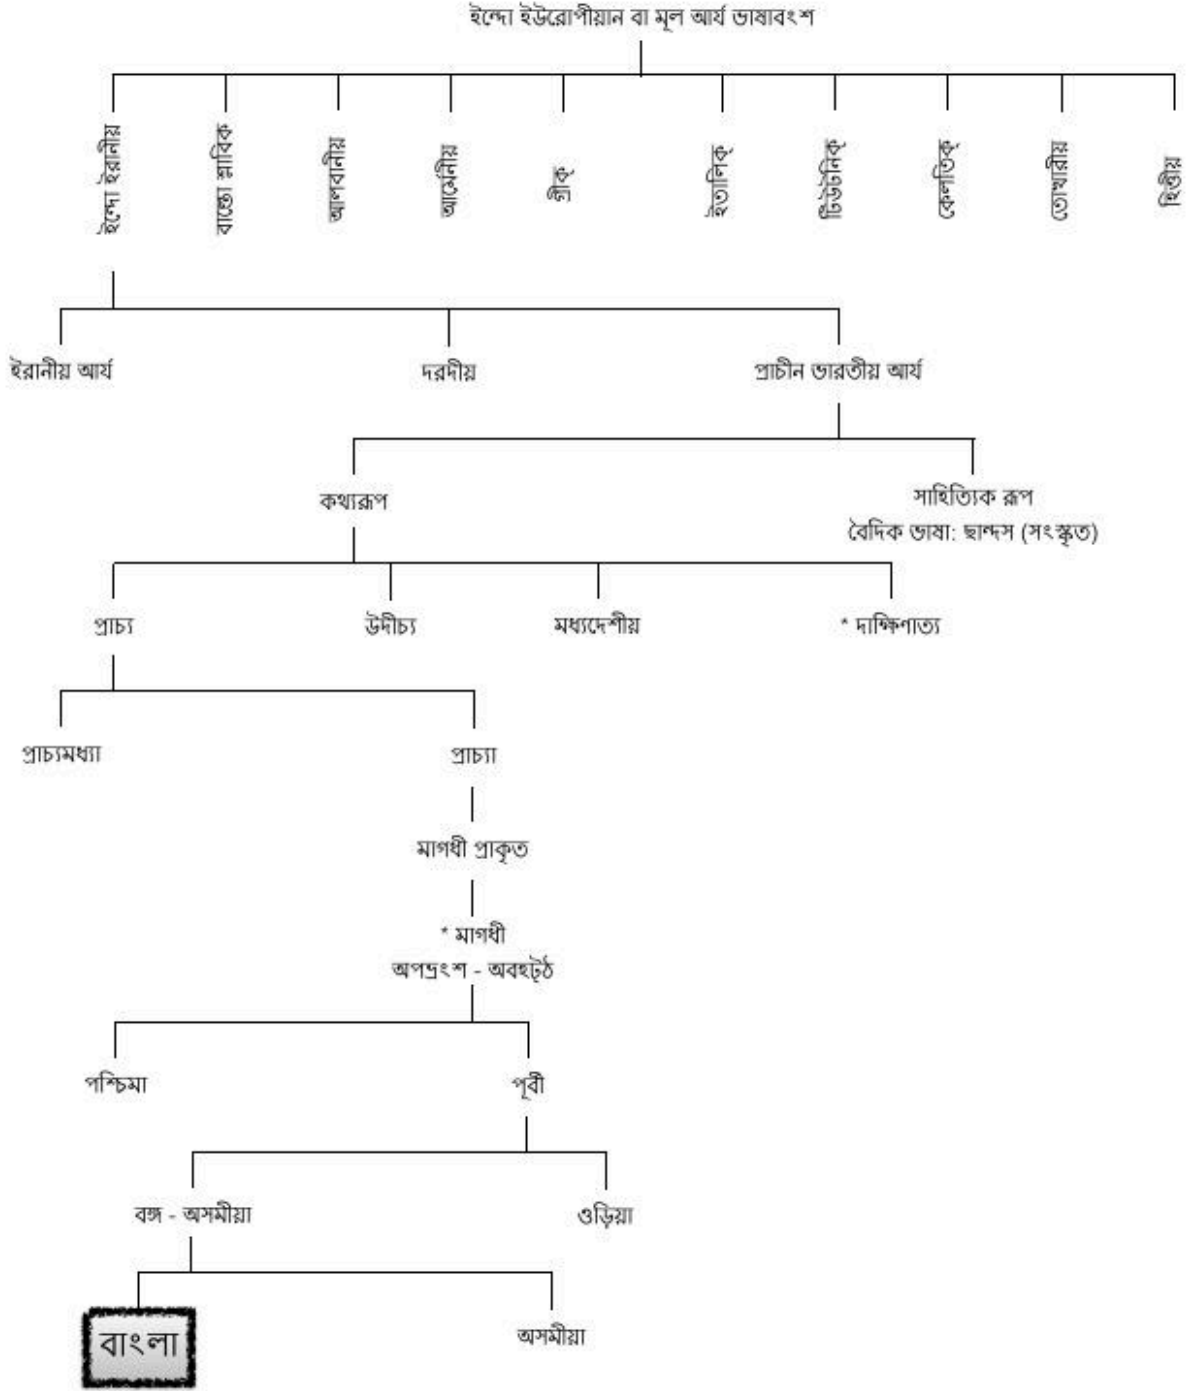 ইন্দো ইউরোপীয়ান বা মূল আর্য ভাষাবংশ
ইন্দো ইরানীয়
বাল্তো স্লাবিক
আলবানীয়
আর্মেনীয়
গ্রীক্
ইতালিক্
টিউটনিক্
কেলতিক্
তোখারীয়
হিত্তীয়
ইরানীয় আর্য
দরদীয়
প্রাচীন ভারতীয় আর্য
কথ্যরূপ
সাহিত্যিক রূপ
বৈদিক ভাষা: ছান্দস (সংস্কৃত)
প্রাচ্য
উদীচ্য
মধ্যদেশীয়
* দাক্ষিণাত্য
প্রাচ্যমধ্যা
প্রাচ্যা
মাগধী প্রাকৃত
* মাগধী
অপভ্রংশ - অবহট্‌ঠ
পশ্চিমা
পূবী
বঙ্গ - অসমীয়া
ওড়িয়া
বাংলা
অসমীয়া